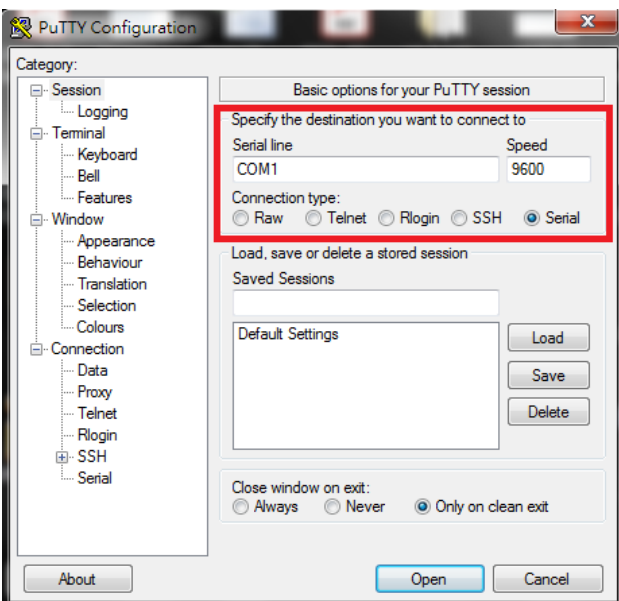 PuTTY Configuration
Category:
Session
Logging
Terminal
Keyboard
Bell
Features
Window
Appearance
Behaviour
Translation
Selection
Colours
Connection
Data
Proxy
Telnet
Rlogin
SSH
Serial
Basic options for your PuTTY session
Specify the destination you want to connect to
Serial line Speed
COM1 9600
Connection type:
Raw Telnet Rlogin SSH Serial
Load, save or delete a stored session
Saved Sessions
Default Settings
Load
Save
Delete
Close window on exit:
Always Never Only on clean exit
About Open Cancel